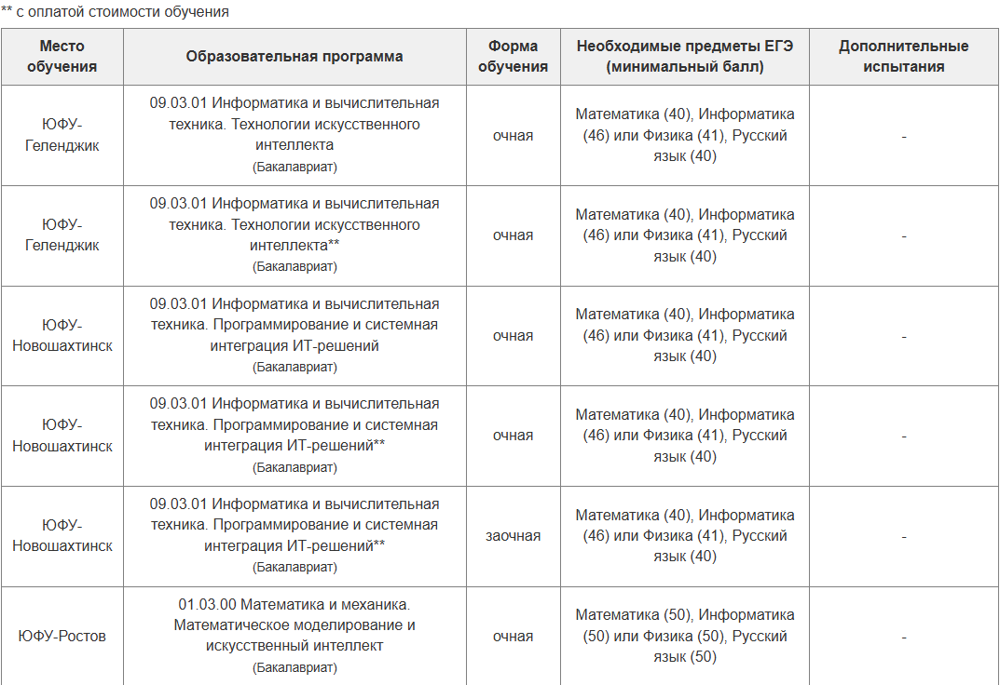 ** с оплатой стоимости обучения
Место
обучения
Образовательная программа
Форма
обучения
Необходимые предметы ЕГЭ
(минимальный балл)
Дополнительные
испытания
ЮФУ-
Геленджик
09.03.01 Информатика и вычислительная
техника. Технологии искусственного
интеллекта
(Бакалавриат)
очная
Математика (40), Информатика
(46) или Физика (41), Русский
язык (40)
-
ЮФУ-
Геленджик
09.03.01 Информатика и вычислительная
техника. Технологии искусственного
интеллекта**
(Бакалавриат)
очная
Математика (40), Информатика
(46) или Физика (41), Русский
язык (40)
-
ЮФУ-
Новошахтинск
09.03.01 Информатика и вычислительная
техника. Программирование и системная
интеграция ИТ-решений
(Бакалавриат)
очная
Математика (40), Информатика
(46) или Физика (41), Русский
язык (40)
-
ЮФУ-
Новошахтинск
09.03.01 Информатика и вычислительная
техника. Программирование и системная
интеграция ИТ-решений**
(Бакалавриат)
очная
Математика (40), Информатика
(46) или Физика (41), Русский
язык (40)
-
ЮФУ-
Новошахтинск
09.03.01 Информатика и вычислительная
техника. Программирование и системная
интеграция ИТ-решений**
(Бакалавриат)
заочная
Математика (40), Информатика
(46) или Физика (41), Русский
язык (40)
-
ЮФУ-Ростов
01.03.00 Математика и механика.
Математическое моделирование и
искусственный интеллект
(Бакалавриат)
очная
Математика (50), Информатика
(50) или Физика (50), Русский
язык (50)
-